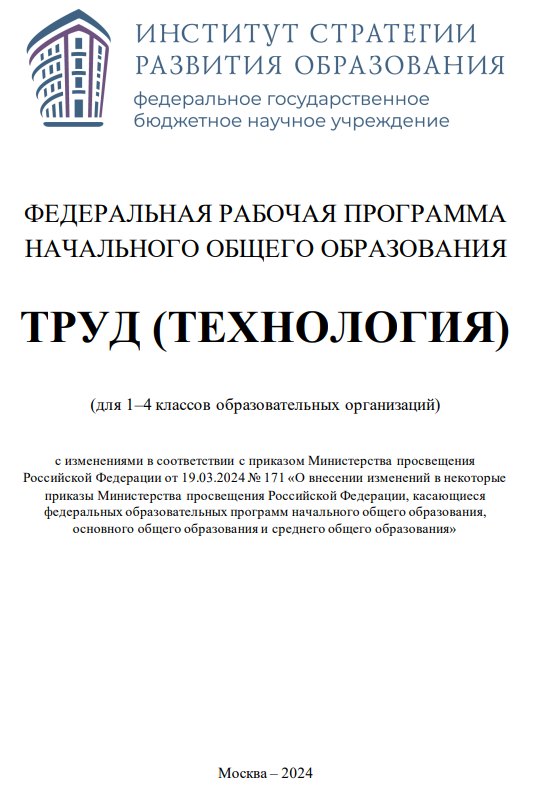 ИНСТИТУТ СТРАТЕГИИ
РАЗВИТИЯ ОБРАЗОВАНИЯ
федеральное государственное
бюджетное научное учреждение
ФЕДЕРАЛЬНАЯ РАБОЧАЯ ПРОГРАММА
НАЧАЛЬНОГО ОБЩЕГО ОБРАЗОВАНИЯ
ТРУД (ТЕХНОЛОГИЯ)
(для 1–4 классов образовательных организаций)
с изменениями в соответствии с приказом Министерства просвещения
Российской Федерации от 19.03.2024 № 171 «О внесении изменений в некоторые
приказы Министерства просвещения Российской Федерации, касающиеся
федеральных образовательных программ начального общего образования,
основного общего образования и среднего общего образования»
Москва – 2024